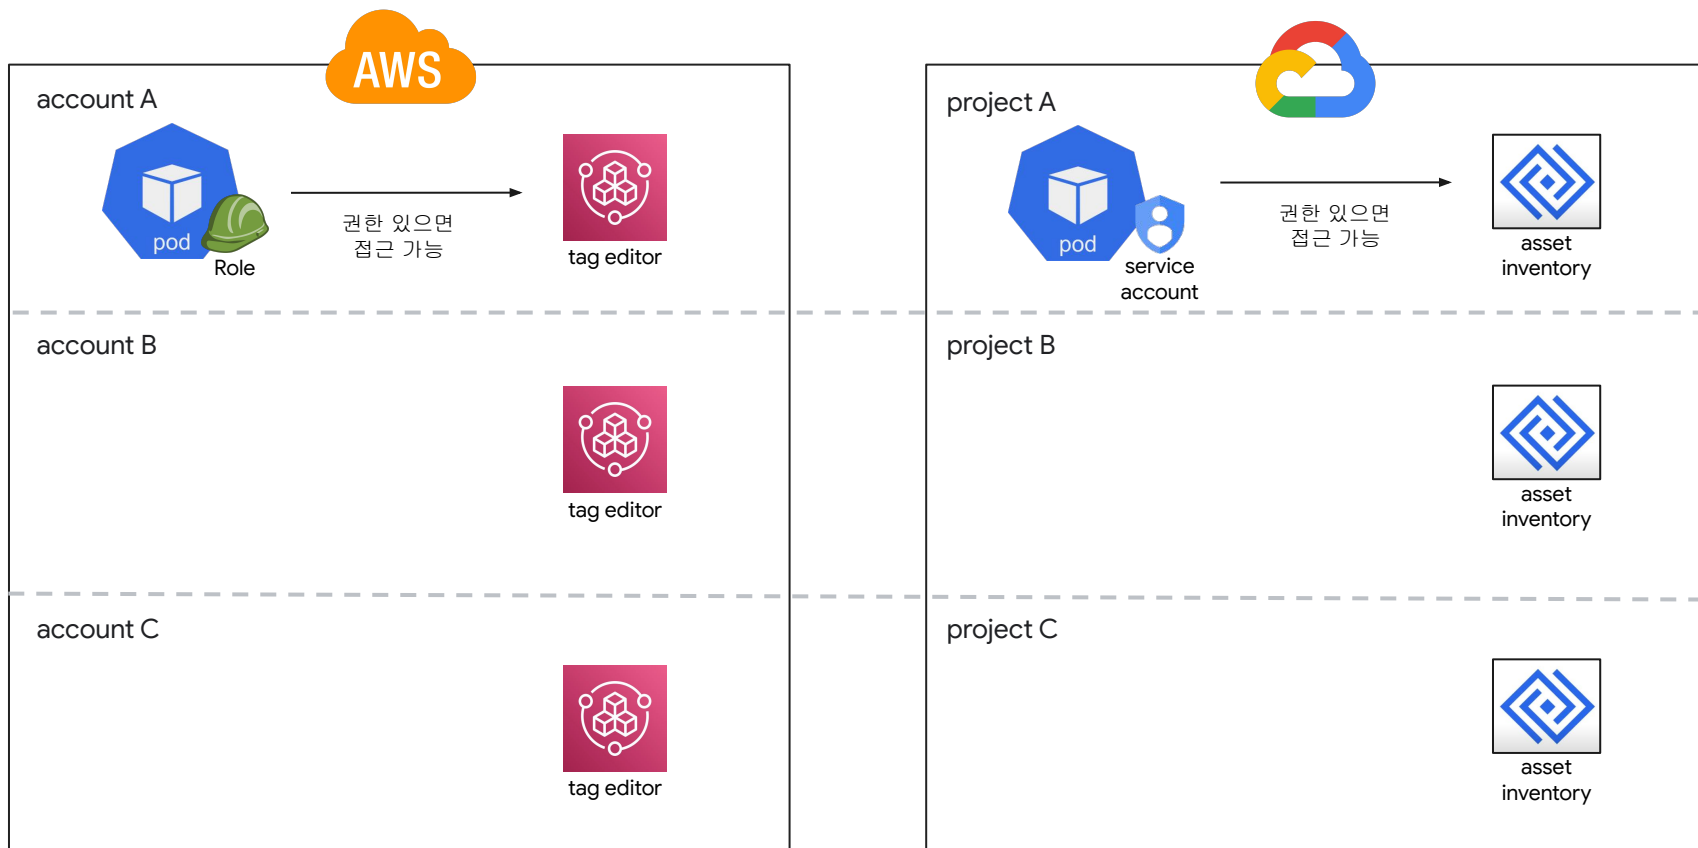 AWS
account A
pod
Role
권한 있으면
접근 가능
tag editor
account B
tag editor
account C
tag editor
project A
pod
service
account
권한 있으면
접근 가능
asset
inventory
project B
asset
inventory
project C
asset
inventory